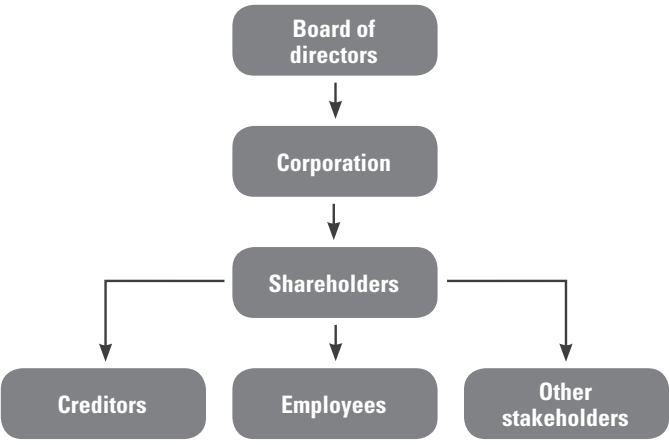 Board of
directors
Corporation
Shareholders
Creditors
Employees
Other
stakeholders